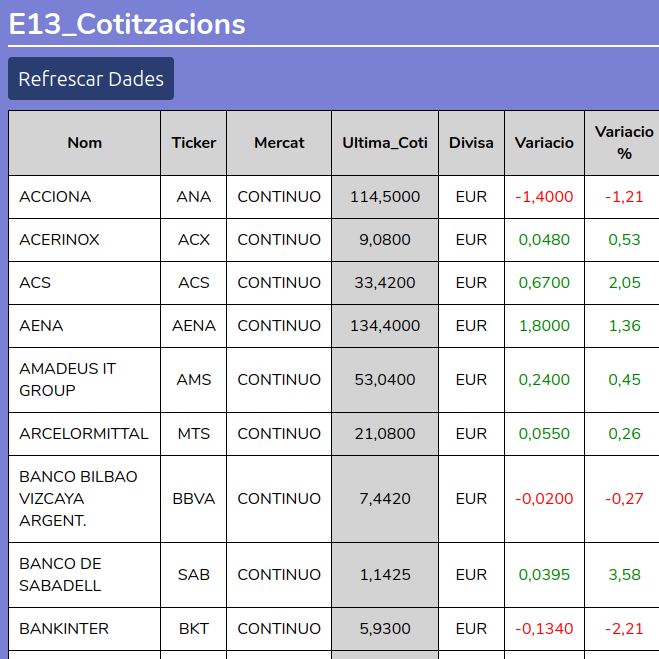 E13_Cotitzacions
Refrescar Dades
Nom Ticker Mercat Ultima_Coti Divisa Variacio Variacio
%
ACCIONA ANA CONTINUO 114,5000 EUR -1,4000 -1,21
ACERINOX ACX CONTINUO 9,0800 EUR 0,0480 0,53
ACS ACS CONTINUO 33,4200 EUR 0,6700 2,05
AENA AENA CONTINUO 134,4000 EUR 1,8000 1,36
AMADEUS IT
GROUP AMS CONTINUO 53,0400 EUR 0,2400 0,45
ARCELORMITTAL MTS CONTINUO 21,0800 EUR 0,0550 0,26
BANCO BILBAO
VIZCAYA
ARGENT. BBVA CONTINUO 7,4420 EUR -0,0200 -0,27
BANCO DE
SABADELL SAB CONTINUO 1,1425 EUR 0,0395 3,58
BANKINTER BKT CONTINUO 5,9300 EUR -0,1340 -2,21